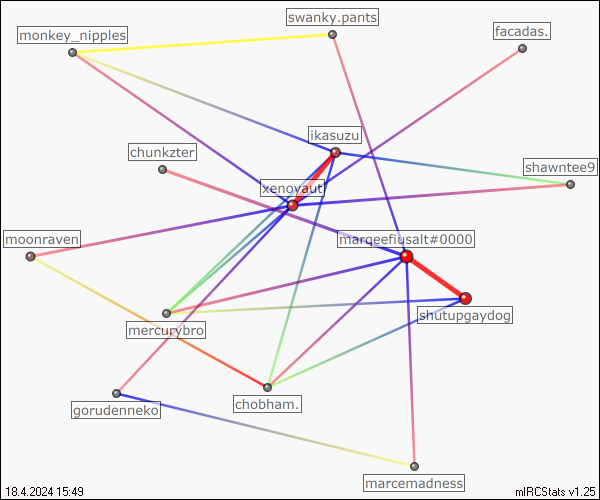 swanky.pants
monkey_nipples
facadas.
ikasuzu
chunkzter
shawntee9
xenoyauti
moonraven
marqeefiusalt#0000
shutupgaydog
mercurybro
chobham.
gorudenneko
marcemadness
18.4.2024 15:49
mIRCStats v1.25